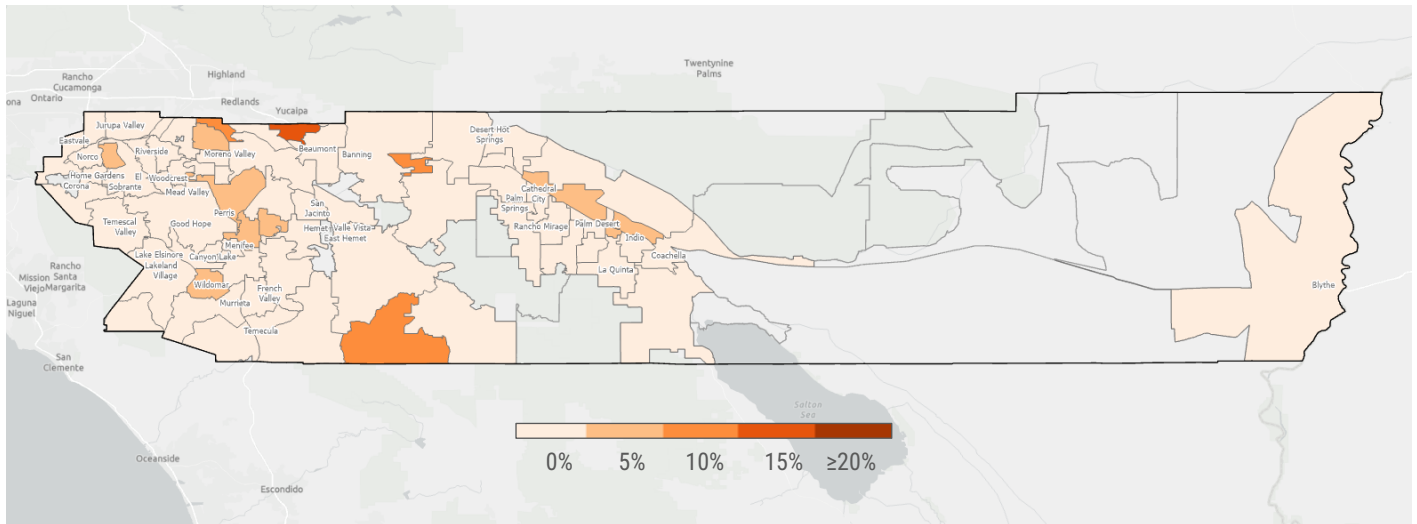 Twentynine
Palms
Rancho
Cucamonga
Highland
ona
Ontario
Redlands
Yucaipa
Jurupa Valley
Eastvale
Riverside
Norco
Moreno Valley
Beaumont
Banning
Desert Hot
Springs
Home Gardens
El
Woodcrest
Corona
Sobrante
Mead Valley
Cathedral
City
Palm
Springs
San
Jacinto
Perris
Temescal
Valley
Good Hope
Hemet
Valle Vista
East Hemet
Rancho Mirage
Palm Desert
Indio
Menifee
Lake Elsinore
Canyon Lake
Coachella
Lakeland
Village
La Quinta
Rancho
Santa
Margarita
Mission
Viejo
Wildomar
French
Valley
Blythe
Laguna
Niguel
Murrieta
Temecula
San
Clemente
Salton
Sea
Oceanside
Escondido
0% 5% 10% 15% ≥20%